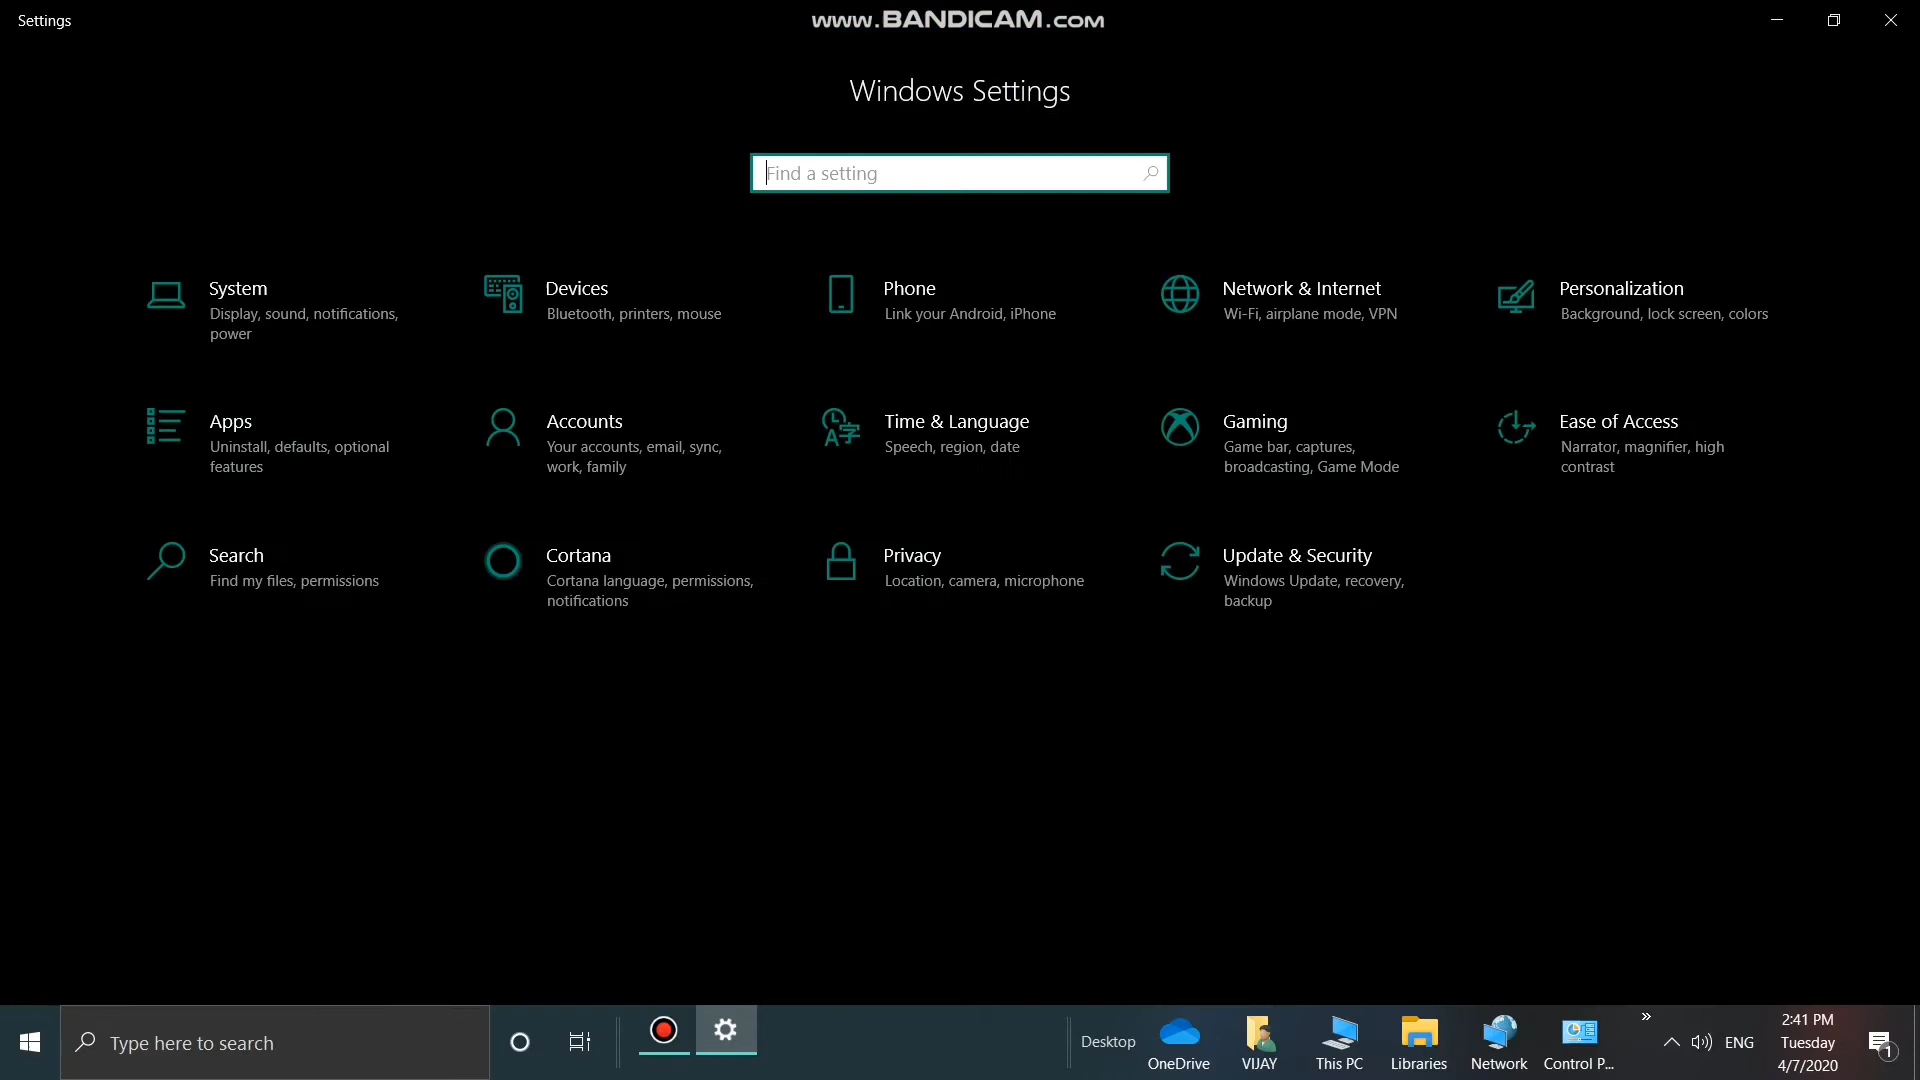 Settings
www.BANDICAM.com
Windows Settings
Find a setting
System
Display, sound, notifications,
power
Devices
Bluetooth, printers, mouse
Phone
Link your Android, iPhone
Network & Internet
Wi-Fi, airplane mode, VPN
Personalization
Background, lock screen, colors
Apps
Uninstall, defaults, optional
features
Accounts
Your accounts, email, sync,
work, family
Time & Language
Speech, region, date
Gaming
Game bar, captures,
broadcasting, Game Mode
Ease of Access
Narrator, magnifier, high
contrast
Search
Find my files, permissions
Cortana
Cortana language, permissions,
notifications
Privacy
Location, camera, microphone
Update & Security
Windows Update, recovery,
backup
Type here to search
Desktop
OneDrive
VIJAY
This PC
Libraries
Network
Control P...
ENG
2:41 PM
Tuesday
4/7/2020
1